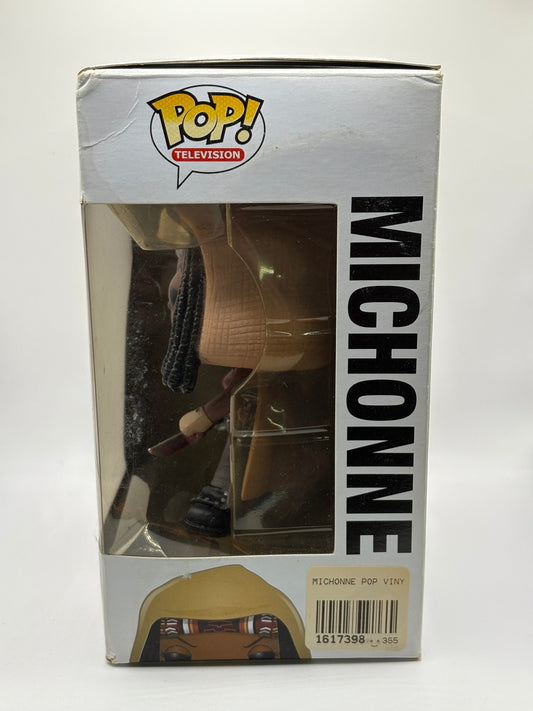 POP!
TELEVISION
MICHONNE
MICHONNE POP VINY
1617398 355